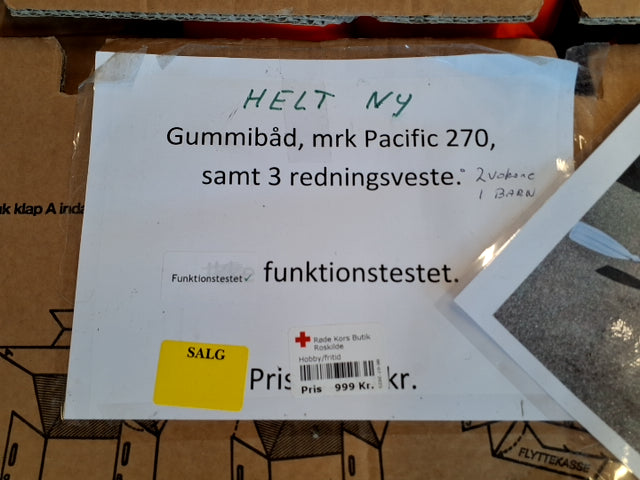 HELT NY
Gummibåd, mrk Pacific 270,
samt 3 redningsveste.
2 voksne
1 BARN
uk klap A inda
Funktionstestet✓ funktionstestet.
SALG
Røde Kors Butik
Roskilde
Hobby/fritid
Pris 999 Kr.
Pris kr.
FLYTTEKASSE